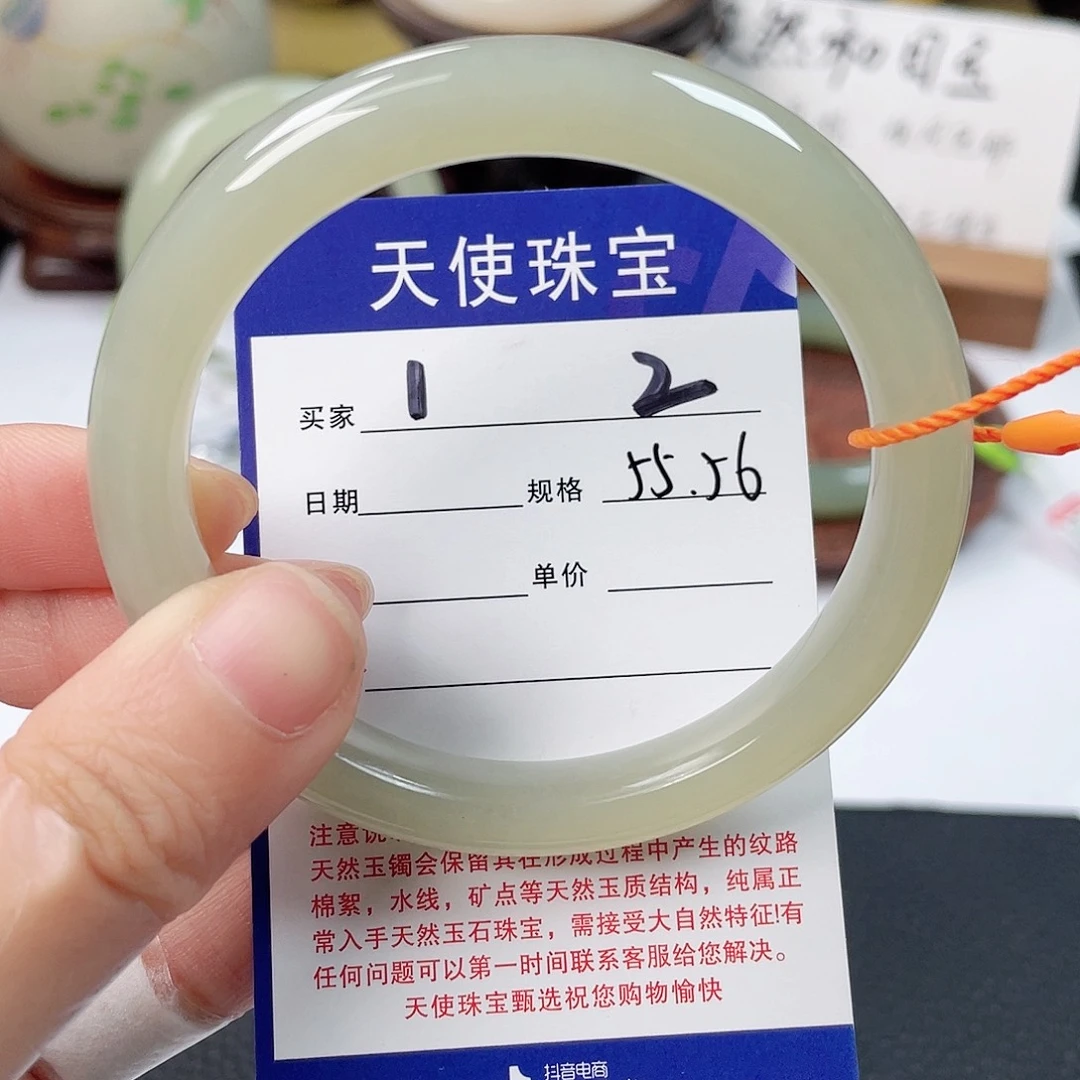 然和田玉
天使珠宝
买家 1 2
日期 规格 55.56
单价
注意
天然玉镯会保留其在形成过程中产生的纹路
棉絮，水线，矿点等天然玉质结构，纯属正
常入手天然玉石珠宝，需接受大自然特征!有
任何问题可以第一时间联系客服给您解决。
天使珠宝甄选祝您购物愉快
抖音电商